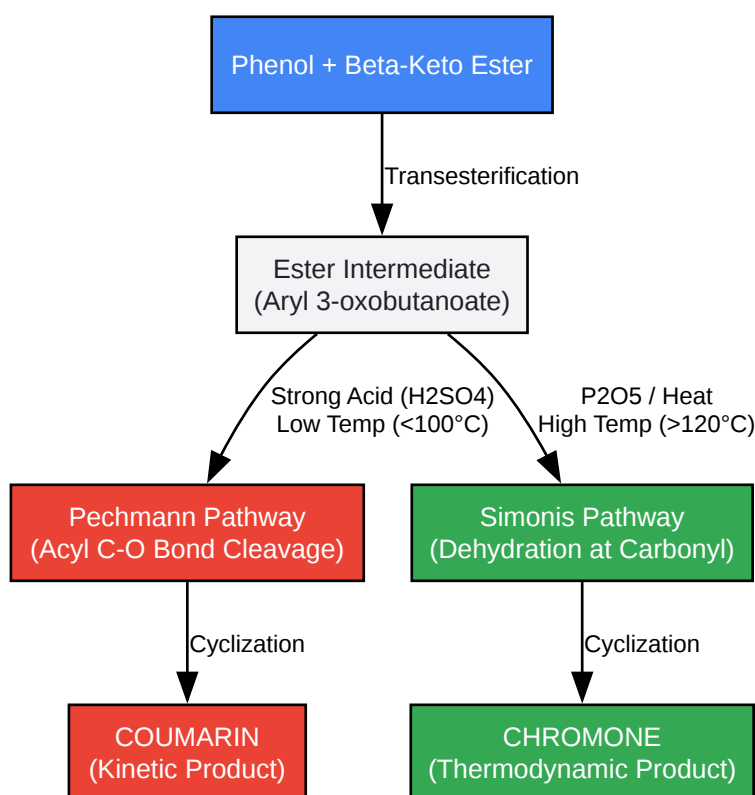 Phenol + Beta-Keto Ester
Transesterification
Ester Intermediate
(Aryl 3-oxobutanoate)
Strong Acid (H2SO4)
Low Temp (<100°C)
P2O5 / Heat
High Temp (>120°C)
Pechmann Pathway
(Acyl C-O Bond Cleavage)
Simonis Pathway
(Dehydration at Carbonyl)
Cyclization
Cyclization
COUMARIN
(Kinetic Product)
CHROMONE
(Thermodynamic Product)